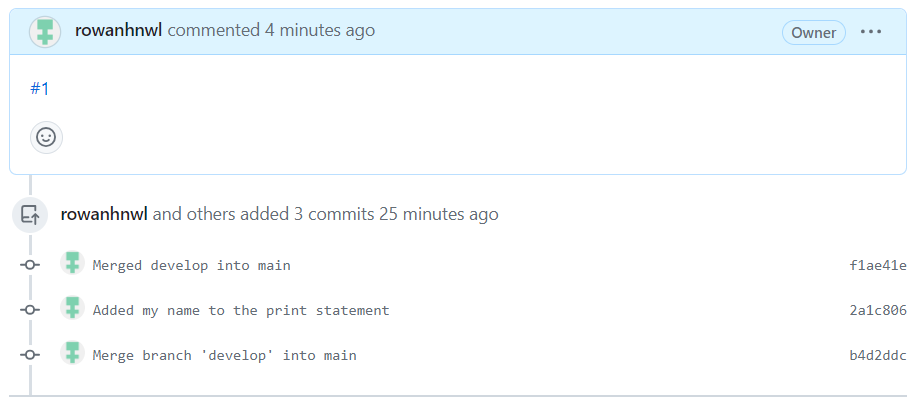 rowanhnwl commented 4 minutes ago Owner
#1
rowanhnwl and others added 3 commits 25 minutes ago
Merged develop into main f1ae41e
Added my name to the print statement 2a1c806
Merge branch 'develop' into main b4d2ddc